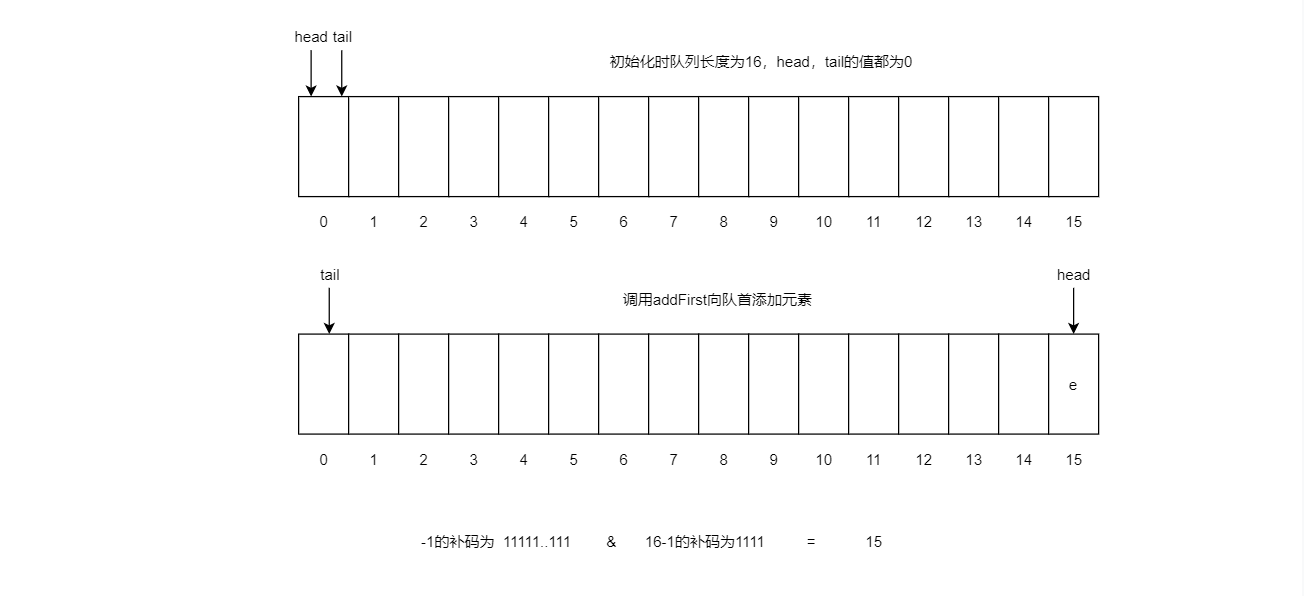 head tail
初始化时队列长度为16，head，tail的值都为0
0 1 2 3 4 5 6 7 8 9 10 11 12 13 14 15
tail head
调用addFirst向队首添加元素
e
0 1 2 3 4 5 6 7 8 9 10 11 12 13 14 15
-1的补码为 11111..111 & 16-1的补码为1111 = 15